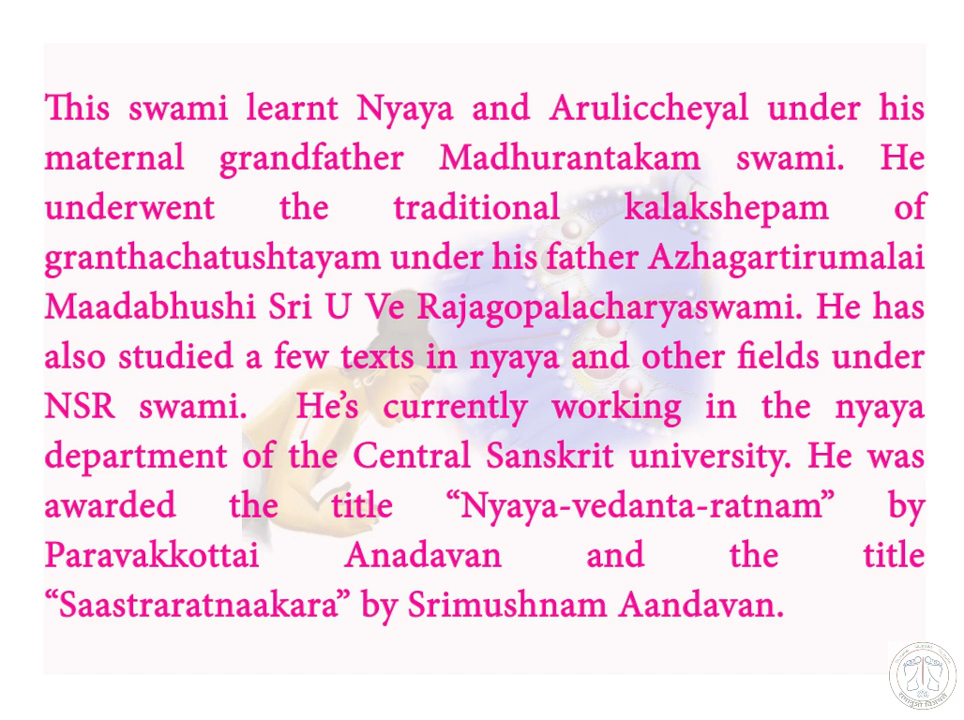 This swami learnt Nyaya and Aruliccheyal under his
maternal grandfather Madhurantakam swami. He
underwent the traditional kalakshepam of
granthachatushtayam under his father Azhagartirumalai
Maadabhushi Sri U Ve Rajagopalacharyaswami. He has
also studied a few texts in nyaya and other fields under
NSR swami. He’s currently working in the nyaya
department of the Central Sanskrit university. He was
awarded the title “Nyaya-vedanta-ratnam” by
Paravakkottai Anadavan and the title
“Saastraratnaakara” by Srimushnam Aandavan.